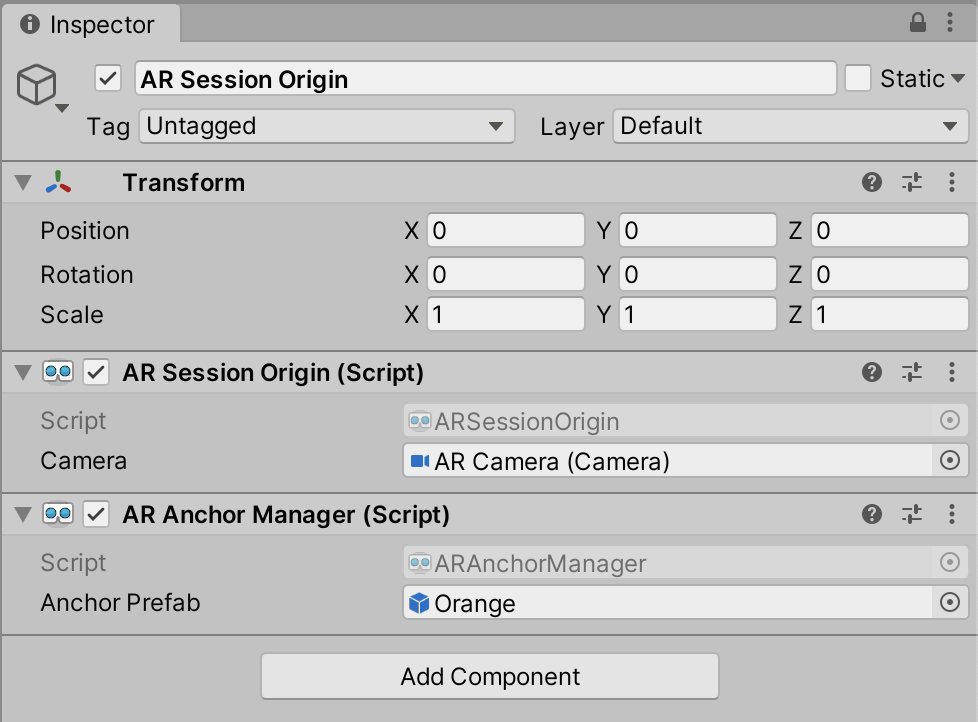 Inspector
AR Session Origin
Static
Tag Untagged Layer Default
Transform
Position X 0 Y 0 Z 0
Rotation X 0 Y 0 Z 0
Scale X 1 Y 1 Z 1
AR Session Origin (Script)
Script ARSessionOrigin
Camera AR Camera (Camera)
AR Anchor Manager (Script)
Script ARAnchorManager
Anchor Prefab Orange
Add Component